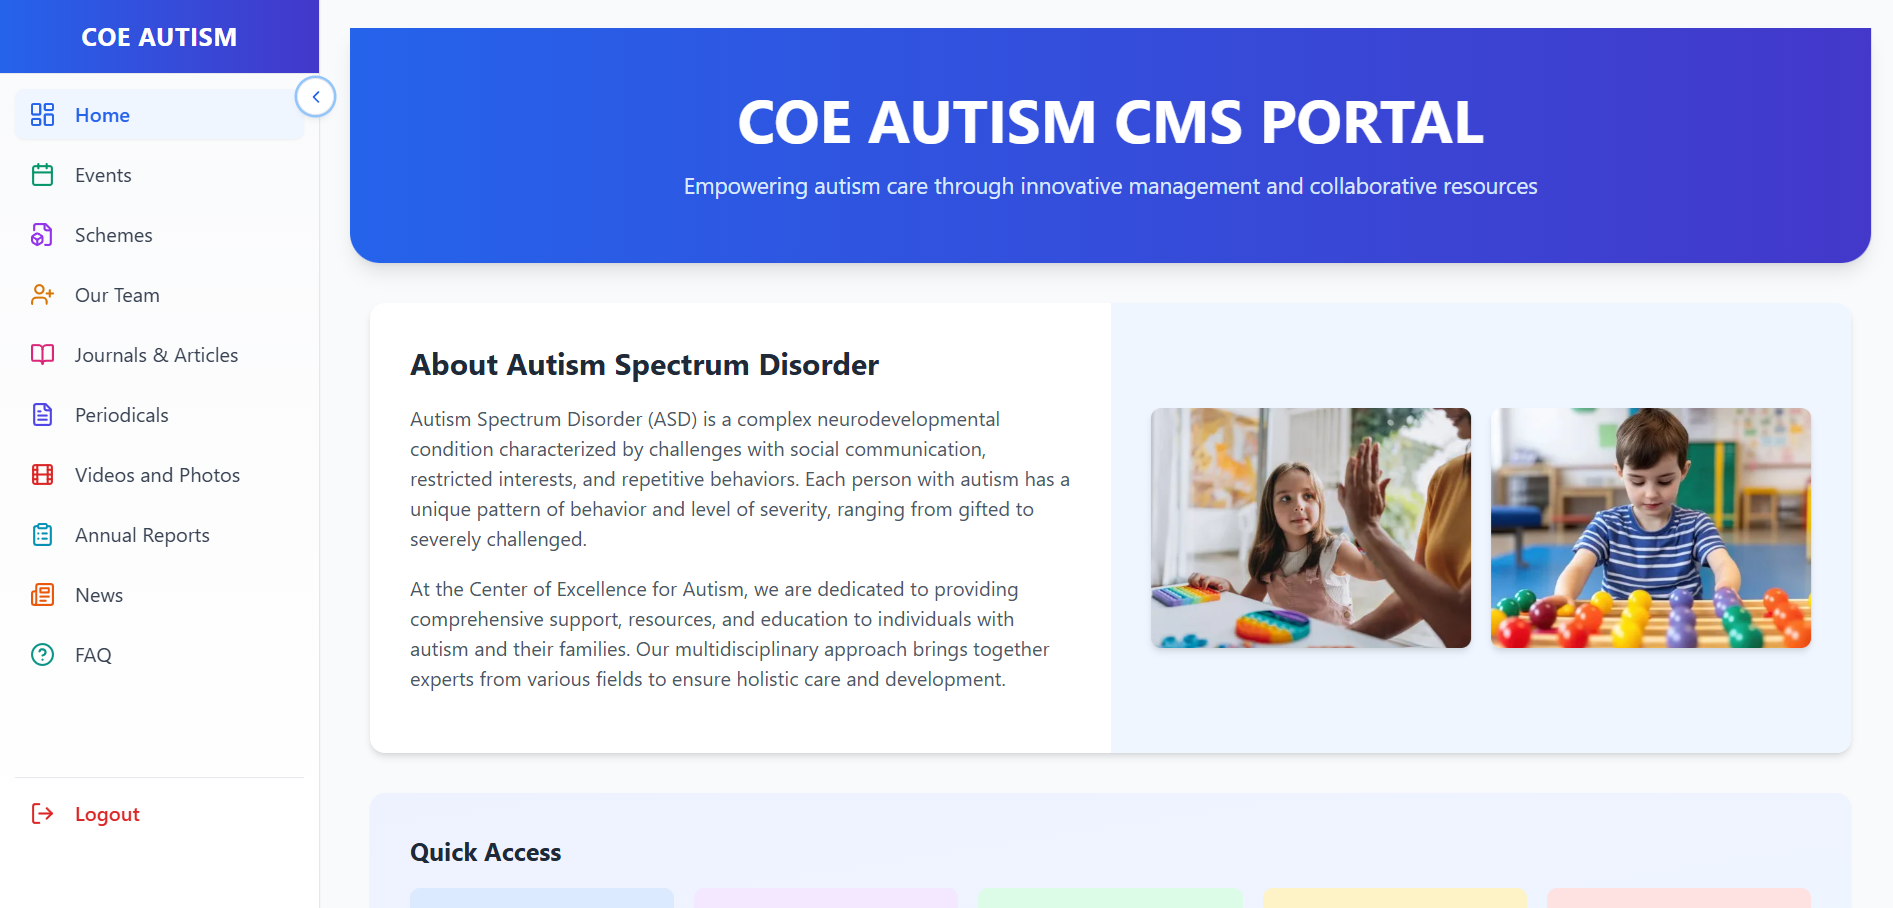 COE AUTISM
Home
Events
Schemes
Our Team
Journals & Articles
Periodicals
Videos and Photos
Annual Reports
News
FAQ
Logout
COE AUTISM CMS PORTAL
Empowering autism care through innovative management and collaborative resources
About Autism Spectrum Disorder
Autism Spectrum Disorder (ASD) is a complex neurodevelopmental
condition characterized by challenges with social communication,
restricted interests, and repetitive behaviors. Each person with autism has a
unique pattern of behavior and level of severity, ranging from gifted to
severely challenged.
At the Center of Excellence for Autism, we are dedicated to providing
comprehensive support, resources, and education to individuals with
autism and their families. Our multidisciplinary approach brings together
experts from various fields to ensure holistic care and development.
Quick Access